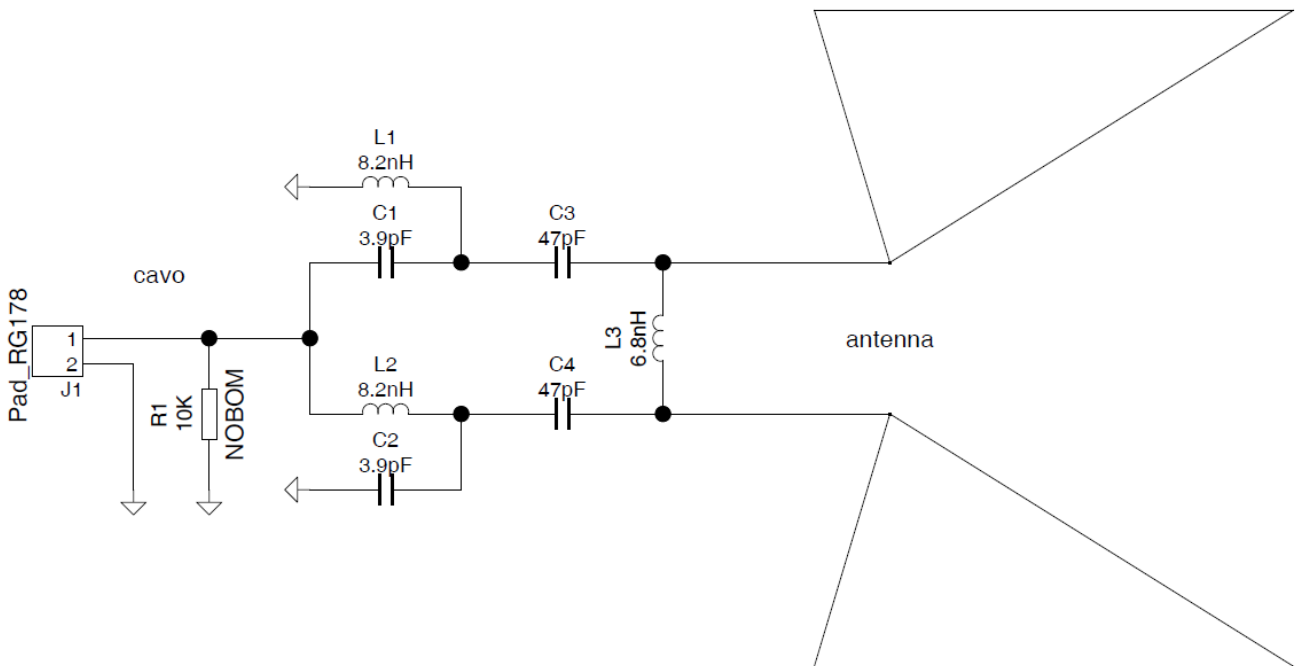 L1
8.2nH
C1
3.9pF
C3
47pF
cavo
Pad_RG178
1
2
J1
R1
10K
NOBOM
L2
8.2nH
C2
3.9pF
C4
47pF
L3
6.8nH
antenna